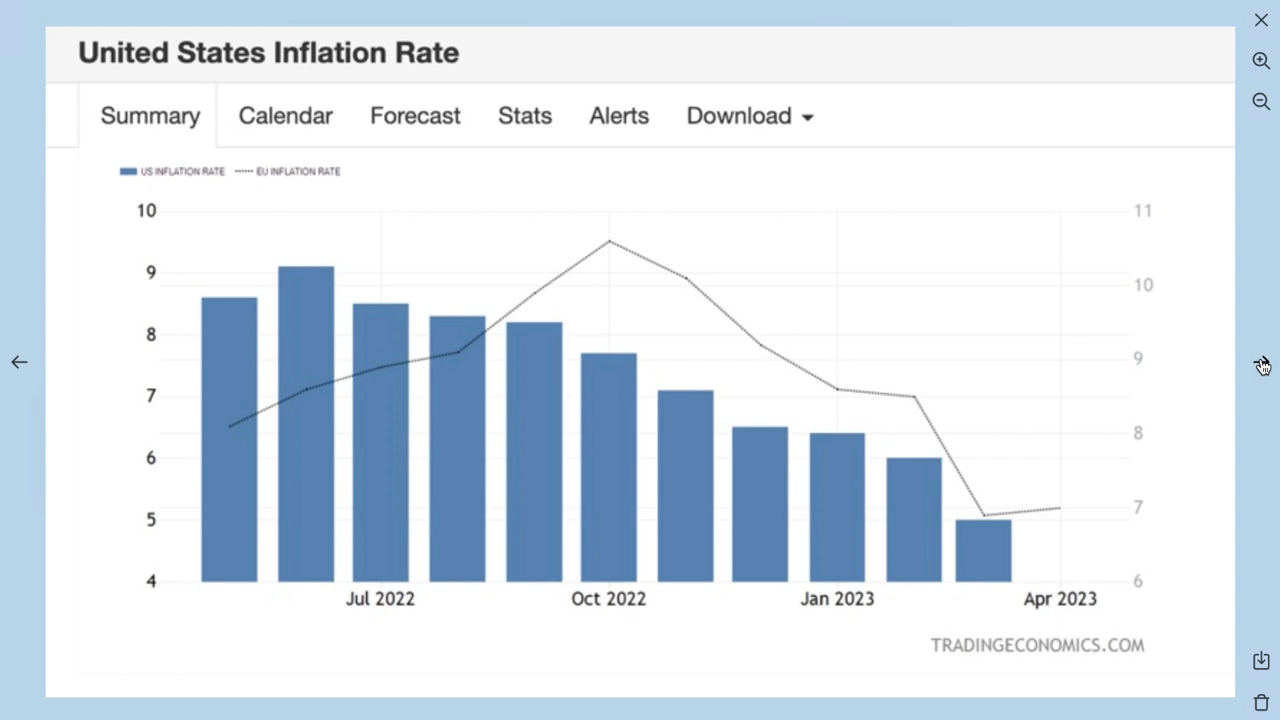 United States Inflation Rate
Summary Calendar Forecast Stats Alerts Download
US INFLATION RATE EU INFLATION RATE
10 11
9 10
8 9
7 8
6 7
5 6
4
Jul 2022 Oct 2022 Jan 2023 Apr 2023
TRADINGECONOMICS.COM